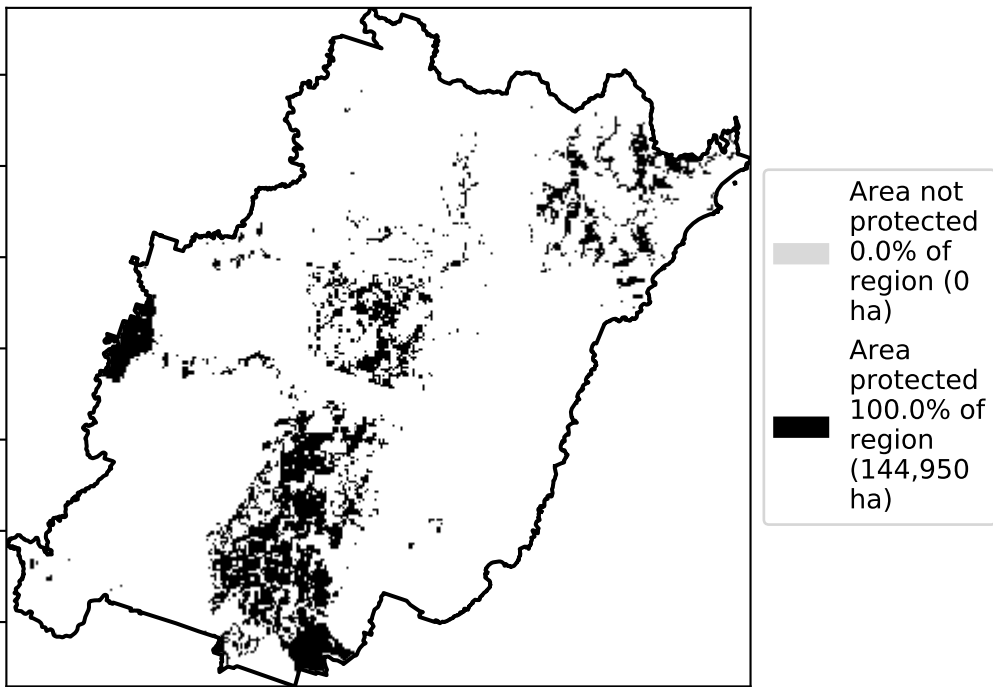 Area not
protected
0.0% of
region (0
ha)
Area
protected
100.0% of
region
(144,950
ha)